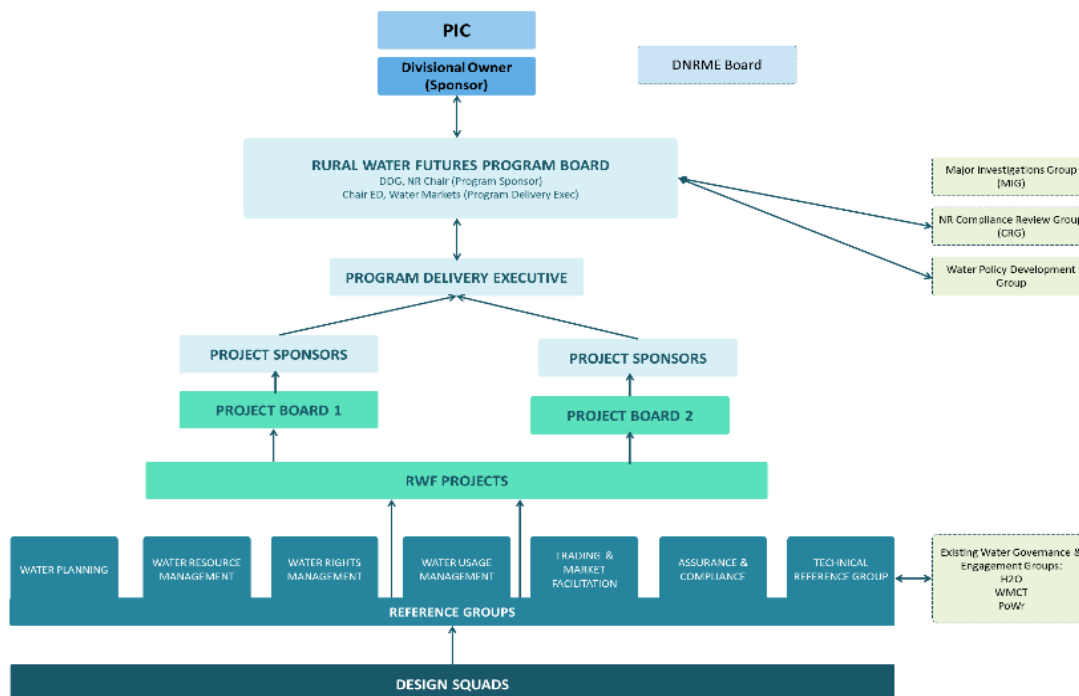 PIC
Divisional Owner
(Sponsor)
DNRME Board
RURAL WATER FUTURES PROGRAM BOARD
DDG, NR Chair (Program Sponsor)
Chair ED, Water Markets (Program Delivery Exec)
Major Investigations Group
(MIG)
NR Compliance Review Group
(CRG)
Water Policy Development
Group
PROGRAM DELIVERY EXECUTIVE
PROJECT SPONSORS
PROJECT SPONSORS
PROJECT BOARD 1
PROJECT BOARD 2
RWF PROJECTS
WATER PLANNING
WATER RESOURCE
MANAGEMENT
WATER RIGHTS
MANAGEMENT
WATER USAGE
MANAGEMENT
TRADING &
MARKET
FACILITATION
ASSURANCE &
COMPLIANCE
TECHNICAL
REFERENCE GROUP
Existing Water Governance &
Engagement Groups:
H2O
WMCT
PoWr
REFERENCE GROUPS
DESIGN SQUADS